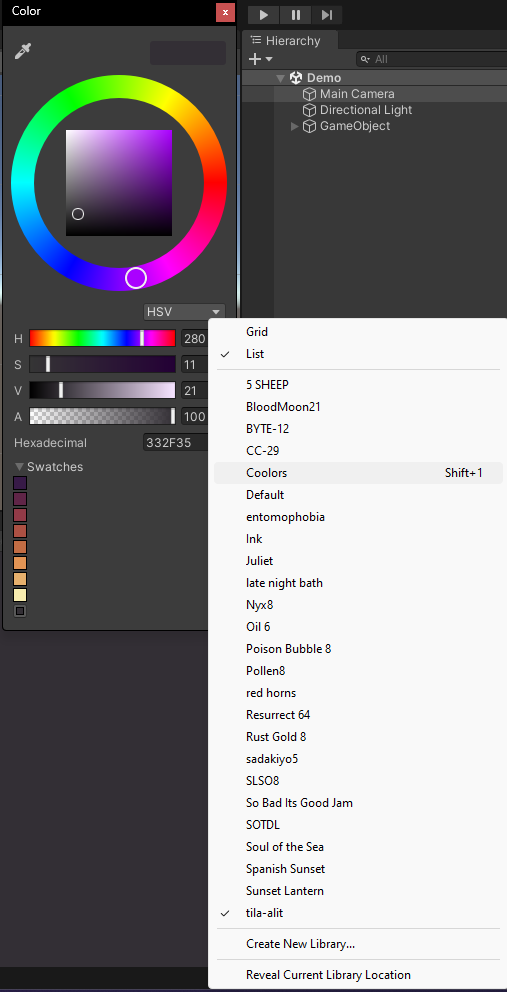 Color
x
HSV
H
280
S
11
V
21
A
100
Hexadecimal
332F35
Swatches
Hierarchy
All
Demo
Main Camera
Directional Light
GameObject
Grid
List
5 SHEEP
BloodMoon21
BYTE-12
CC-29
Coolors Shift+1
Default
entomophobia
Ink
Juliet
late night bath
Nyx8
Oil 6
Poison Bubble 8
Pollen8
red horns
Resurrect 64
Rust Gold 8
sadakiyo5
SLSO8
So Bad Its Good Jam
SOTDL
Soul of the Sea
Spanish Sunset
Sunset Lantern
tila-alit
Create New Library...
Reveal Current Library Location